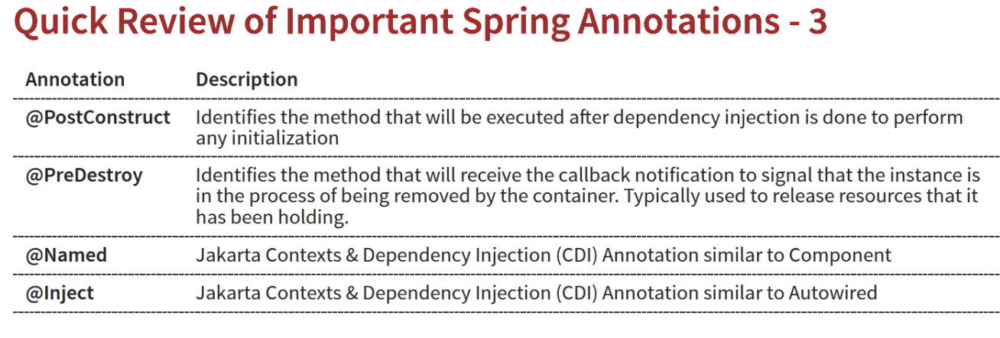 Quick Review of Important Spring Annotations - 3
Annotation Description
@PostConstruct Identifies the method that will be executed after dependency injection is done to perform
any initialization
@PreDestroy Identifies the method that will receive the callback notification to signal that the instance is
in the process of being removed by the container. Typically used to release resources that it
has been holding.
@Named Jakarta Contexts & Dependency Injection (CDI) Annotation similar to Component
@Inject Jakarta Contexts & Dependency Injection (CDI) Annotation similar to Autowired